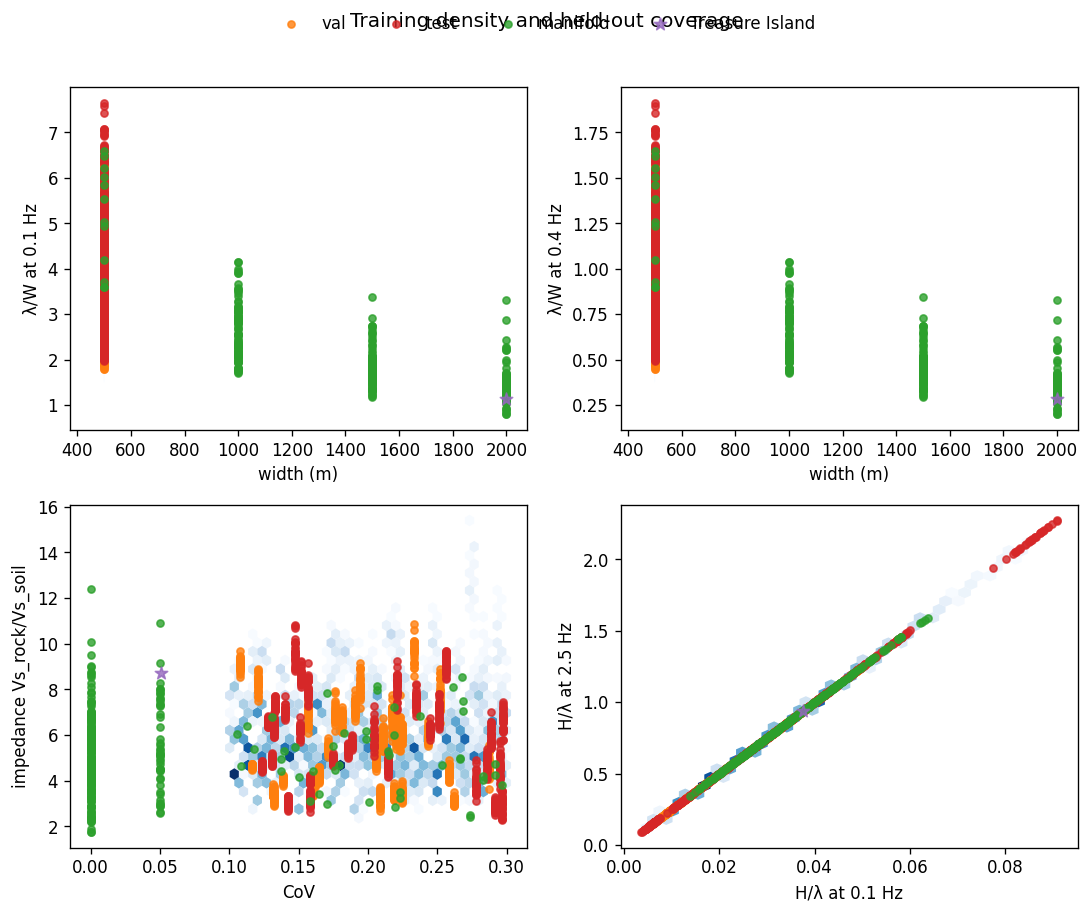 Training density and held-out coverage
val test manifold Treasure Island
7
6
5
4
3
2
1
λ/W at 0.1 Hz
400 600 800 1000 1200 1400 1600 1800 2000
width (m)
1.75
1.50
1.25
1.00
0.75
0.50
0.25
λ/W at 0.4 Hz
400 600 800 1000 1200 1400 1600 1800 2000
width (m)
16
14
12
10
8
6
4
2
impedance Vs_rock/Vs_soil
0.00 0.05 0.10 0.15 0.20 0.25 0.30
CoV
2.0
1.5
1.0
0.5
0.0
H/λ at 2.5 Hz
0.00 0.02 0.04 0.06 0.08
H/λ at 0.1 Hz